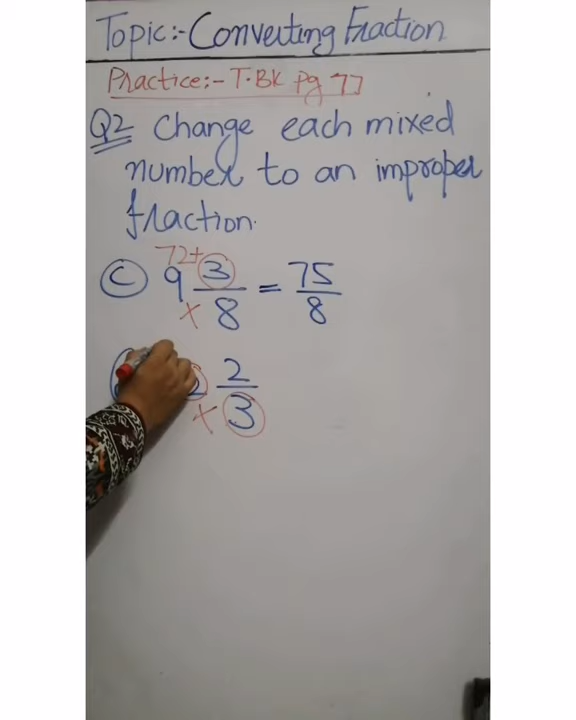 Topic:- Converting Fraction
Practice:- T.BK pg 77
Q2 Change each mixed
number to an improper
fraction.
72+
C 9 3/8 = 75/8
×
2/3
×